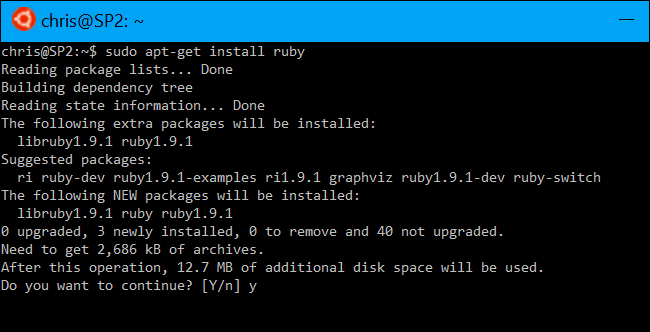 chris@SP2: ~
chris@SP2:~$ sudo apt-get install ruby
Reading package lists... Done
Building dependency tree
Reading state information... Done
The following extra packages will be installed:
  libruby1.9.1 ruby1.9.1
Suggested packages:
  ri ruby-dev ruby1.9.1-examples ri1.9.1 graphviz ruby1.9.1-dev ruby-switch
The following NEW packages will be installed:
  libruby1.9.1 ruby ruby1.9.1
0 upgraded, 3 newly installed, 0 to remove and 40 not upgraded.
Need to get 2,686 kB of archives.
After this operation, 12.7 MB of additional disk space will be used.
Do you want to continue? [Y/n] y